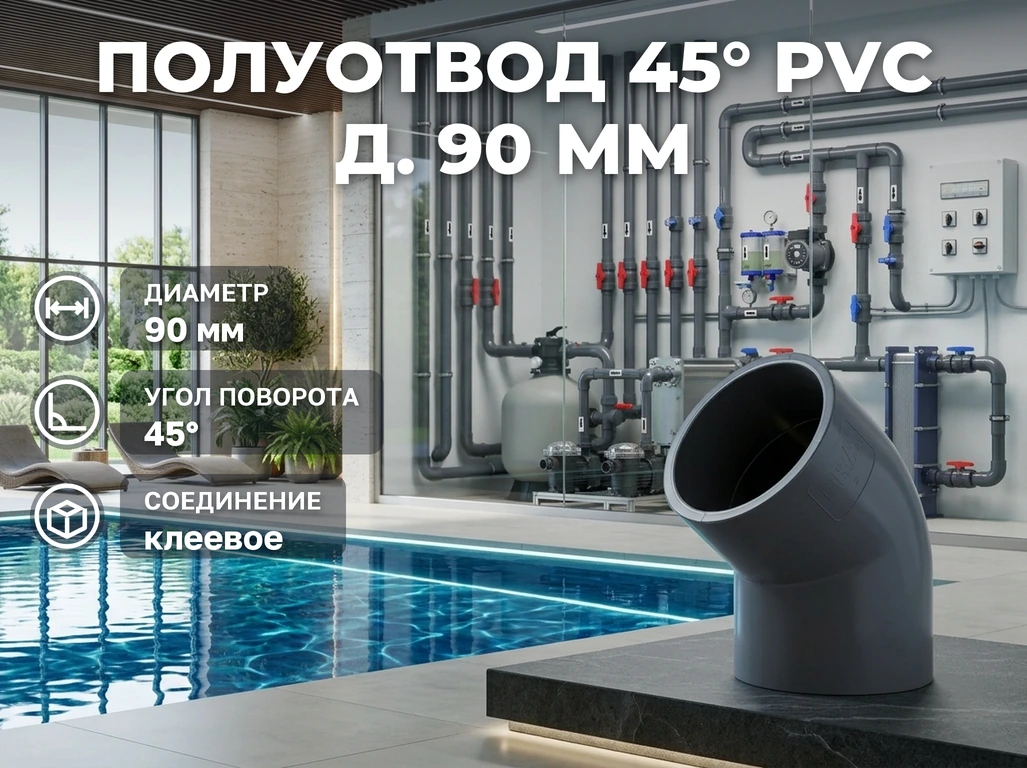 ПОЛУОТВОД 45° PVC
Д. 90 ММ
ДИАМЕТР
90 мм
УГОЛ ПОВОРОТА
45°
СОЕДИНЕНИЕ
клеевое